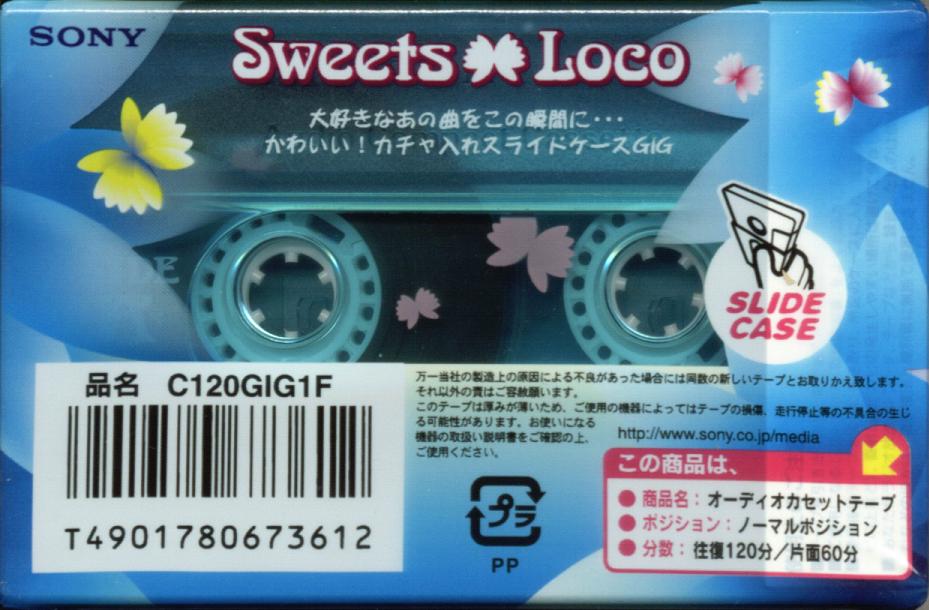 SONY
Sweets Loco
大好きなあの曲をこの瞬間に・・・
かわいい！カチャ入れスライドケースGIG
SLIDE
CASE
品名 C120GIG1F
T4901780673612
万一当社の製造上の原因による不良があった場合には同数の新しいテープとお取りかえ致します。
それ以外の責はご容赦願います。
このテープは厚みが薄いため、ご使用の機器によってはテープの損傷、走行停止等の不具合の生じ
る可能性があります。お使いになる
機器の取扱い説明書をご確認の上、
ご使用ください。
http://www.sony.co.jp/media
プラ
PP
この商品は、
●商品名：オーディオカセットテープ
●ポジション：ノーマルポジション
●分数：往復120分／片面60分